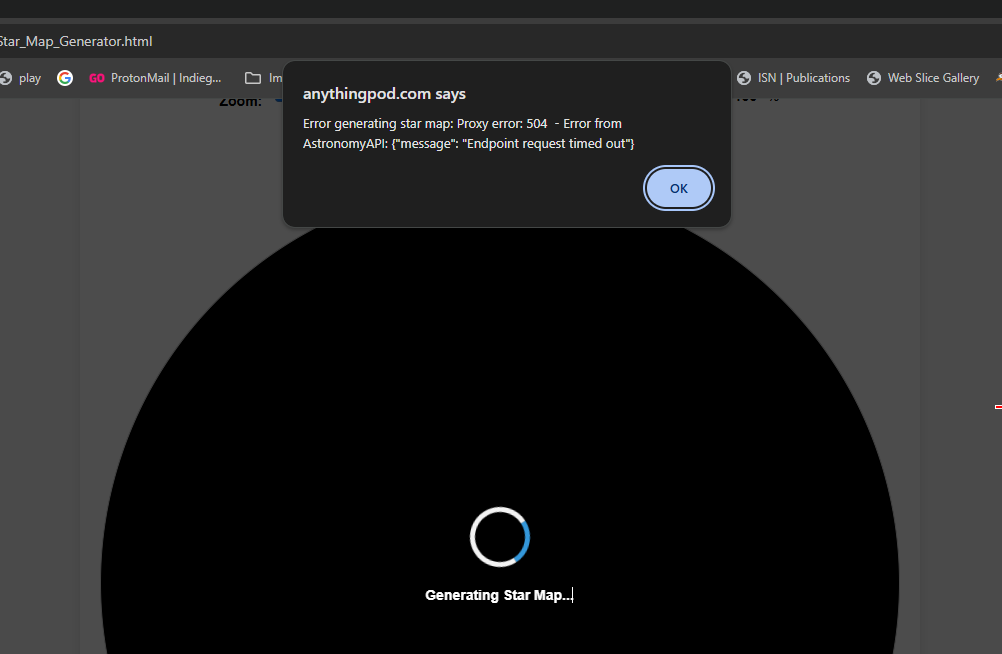 Star_Map_Generator.html
play
GO ProtonMail | Indieg...
Im
ISN | Publications
Web Slice Gallery
Zoom:
anythingpod.com says
Error generating star map: Proxy error: 504 - Error from
AstronomyAPI: {"message": "Endpoint request timed out"}
OK
Generating Star Map...